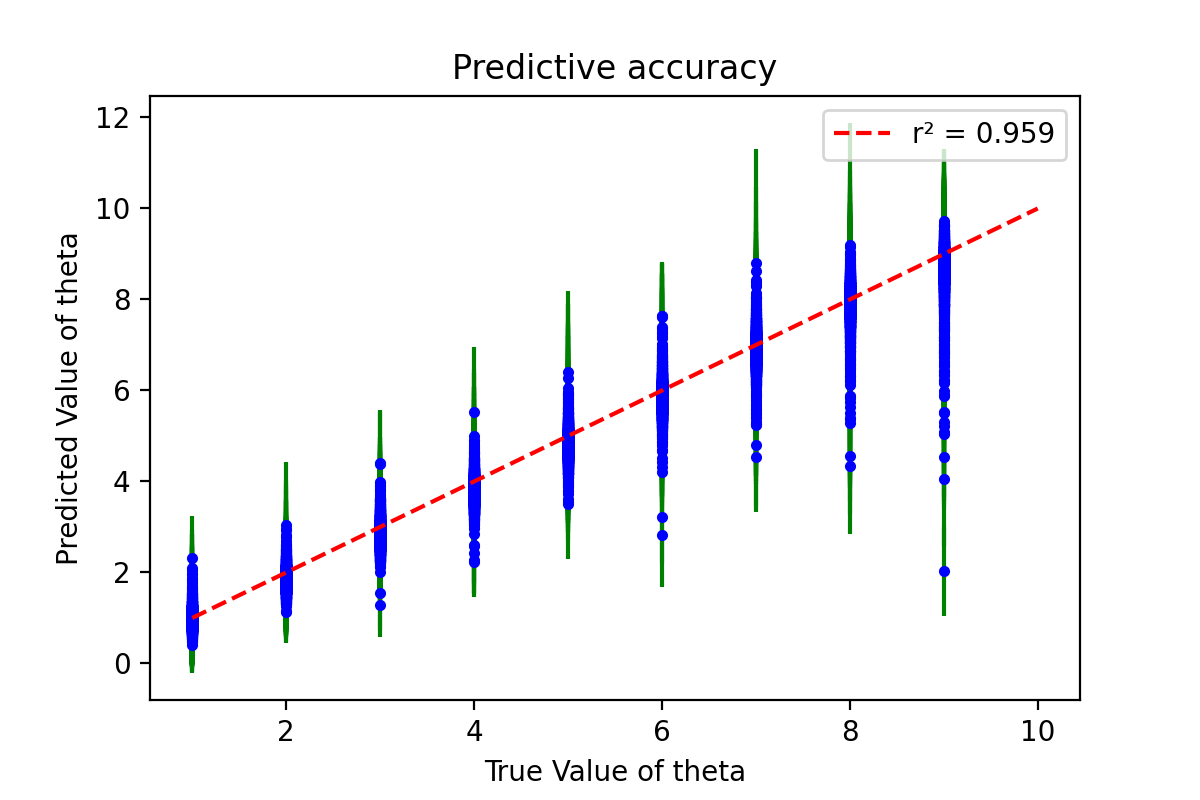 Predictive accuracy
r² = 0.959
12
10
8
6
4
2
0
Predicted Value of theta
2 4 6 8 10
True Value of theta